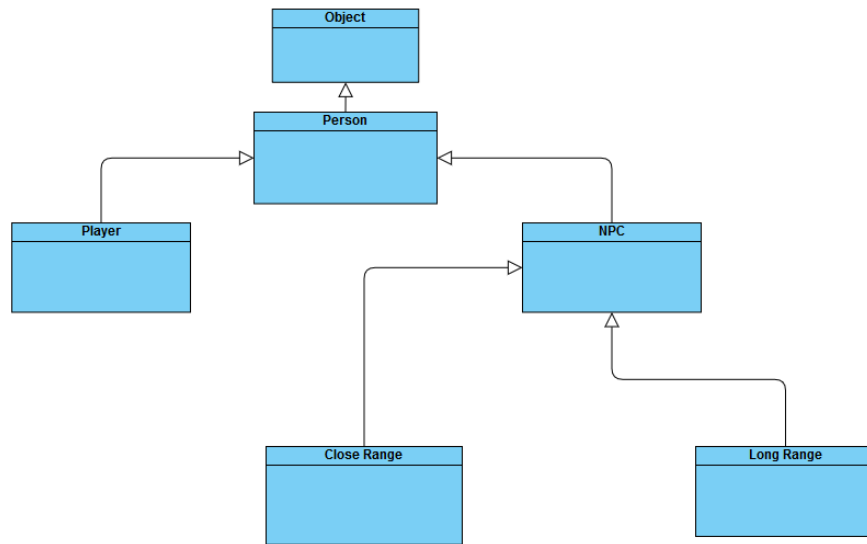 Object
Person
Player
NPC
Close Range
Long Range